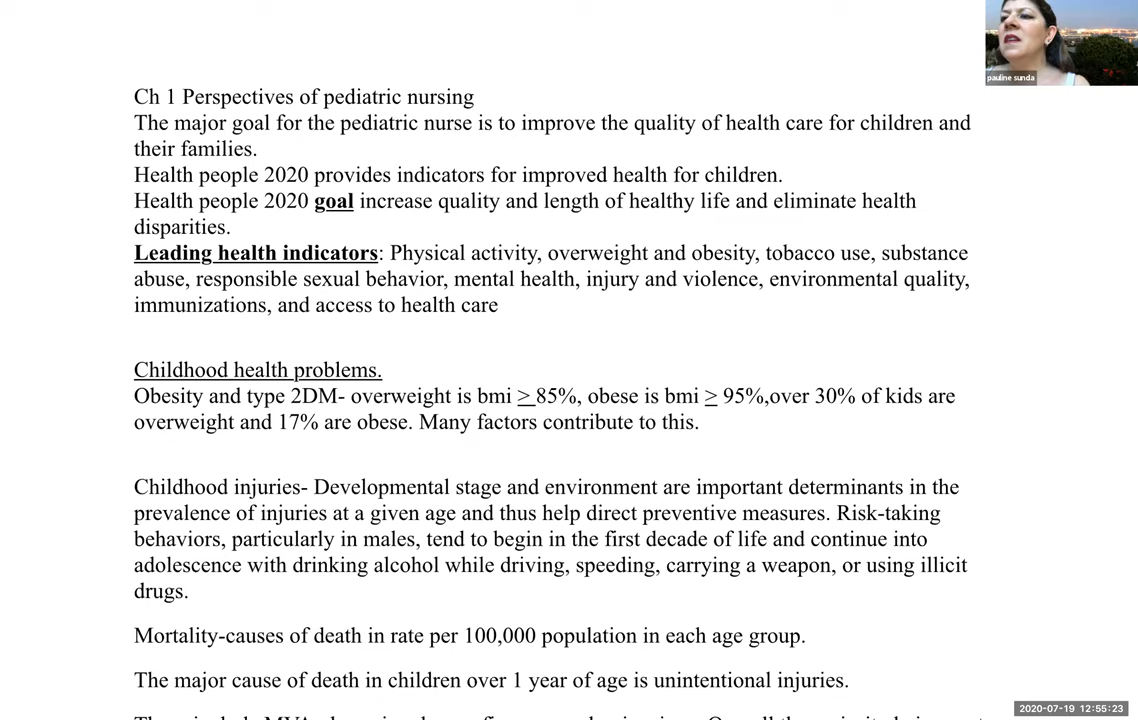 pauline sunda
Ch 1 Perspectives of pediatric nursing
The major goal for the pediatric nurse is to improve the quality of health care for children and
their families.
Health people 2020 provides indicators for improved health for children.
Health people 2020 goal increase quality and length of healthy life and eliminate health
disparities.
Leading health indicators: Physical activity, overweight and obesity, tobacco use, substance
abuse, responsible sexual behavior, mental health, injury and violence, environmental quality,
immunizations, and access to health care
Childhood health problems.
Obesity and type 2DM- overweight is bmi > 85%, obese is bmi > 95%,over 30% of kids are
overweight and 17% are obese. Many factors contribute to this.
Childhood injuries- Developmental stage and environment are important determinants in the
prevalence of injuries at a given age and thus help direct preventive measures. Risk-taking
behaviors, particularly in males, tend to begin in the first decade of life and continue into
adolescence with drinking alcohol while driving, speeding, carrying a weapon, or using illicit
drugs.
Mortality-causes of death in rate per 100,000 population in each age group.
The major cause of death in children over 1 year of age is unintentional injuries.
2020-07-19 12:55:23